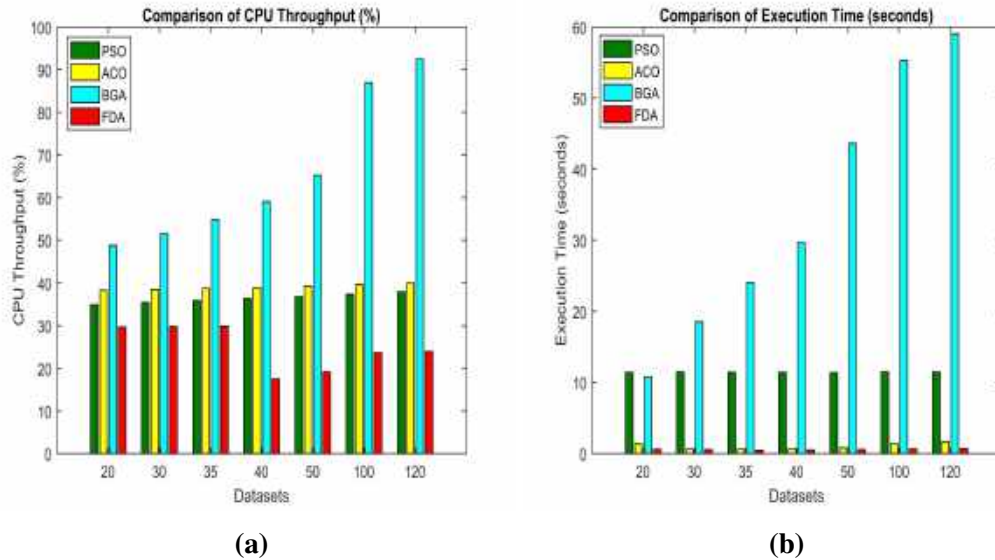 Comparison of CPU Throughput (%)
CPU Throughput (%)
100
90
80
70
60
50
40
30
20
10
0
PSO
ACO
BGA
FDA
20 30 35 40 50 100 120
Datasets
(a)
Comparison of Execution Time (seconds)
Execution Time (seconds)
60
50
40
30
20
10
0
PSO
ACO
BGA
FDA
20 30 35 40 50 100 120
Datasets
(b)